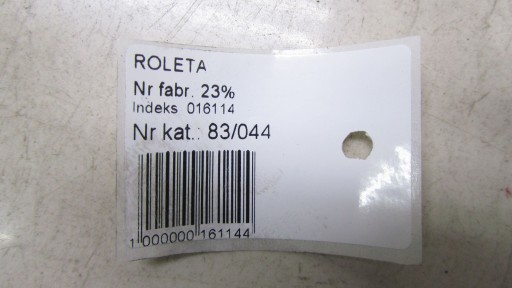 ROLETA
Nr fabr. 23%
Indeks 016114
Nr kat.: 83/044
1 000000 161144